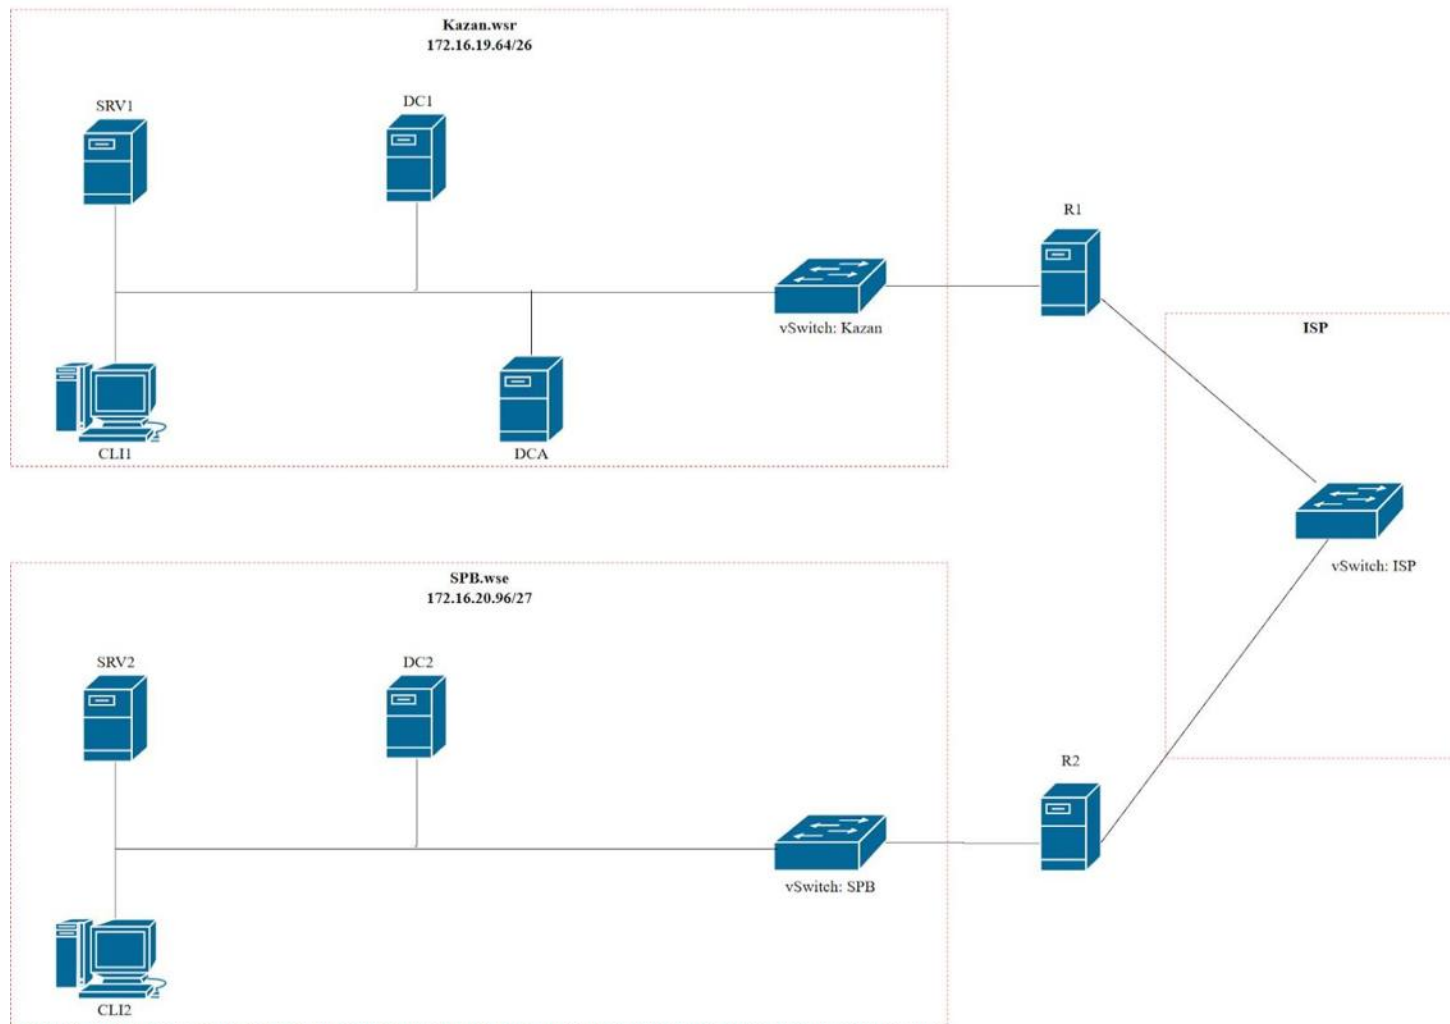 Kazan.wsr
172.16.19.64/26
SRV1
DC1
R1
vSwitch: Kazan
ISP
CLI1
DCA
vSwitch: ISP
SPB.wse
172.16.20.96/27
SRV2
DC2
R2
vSwitch: SPB
CLI2